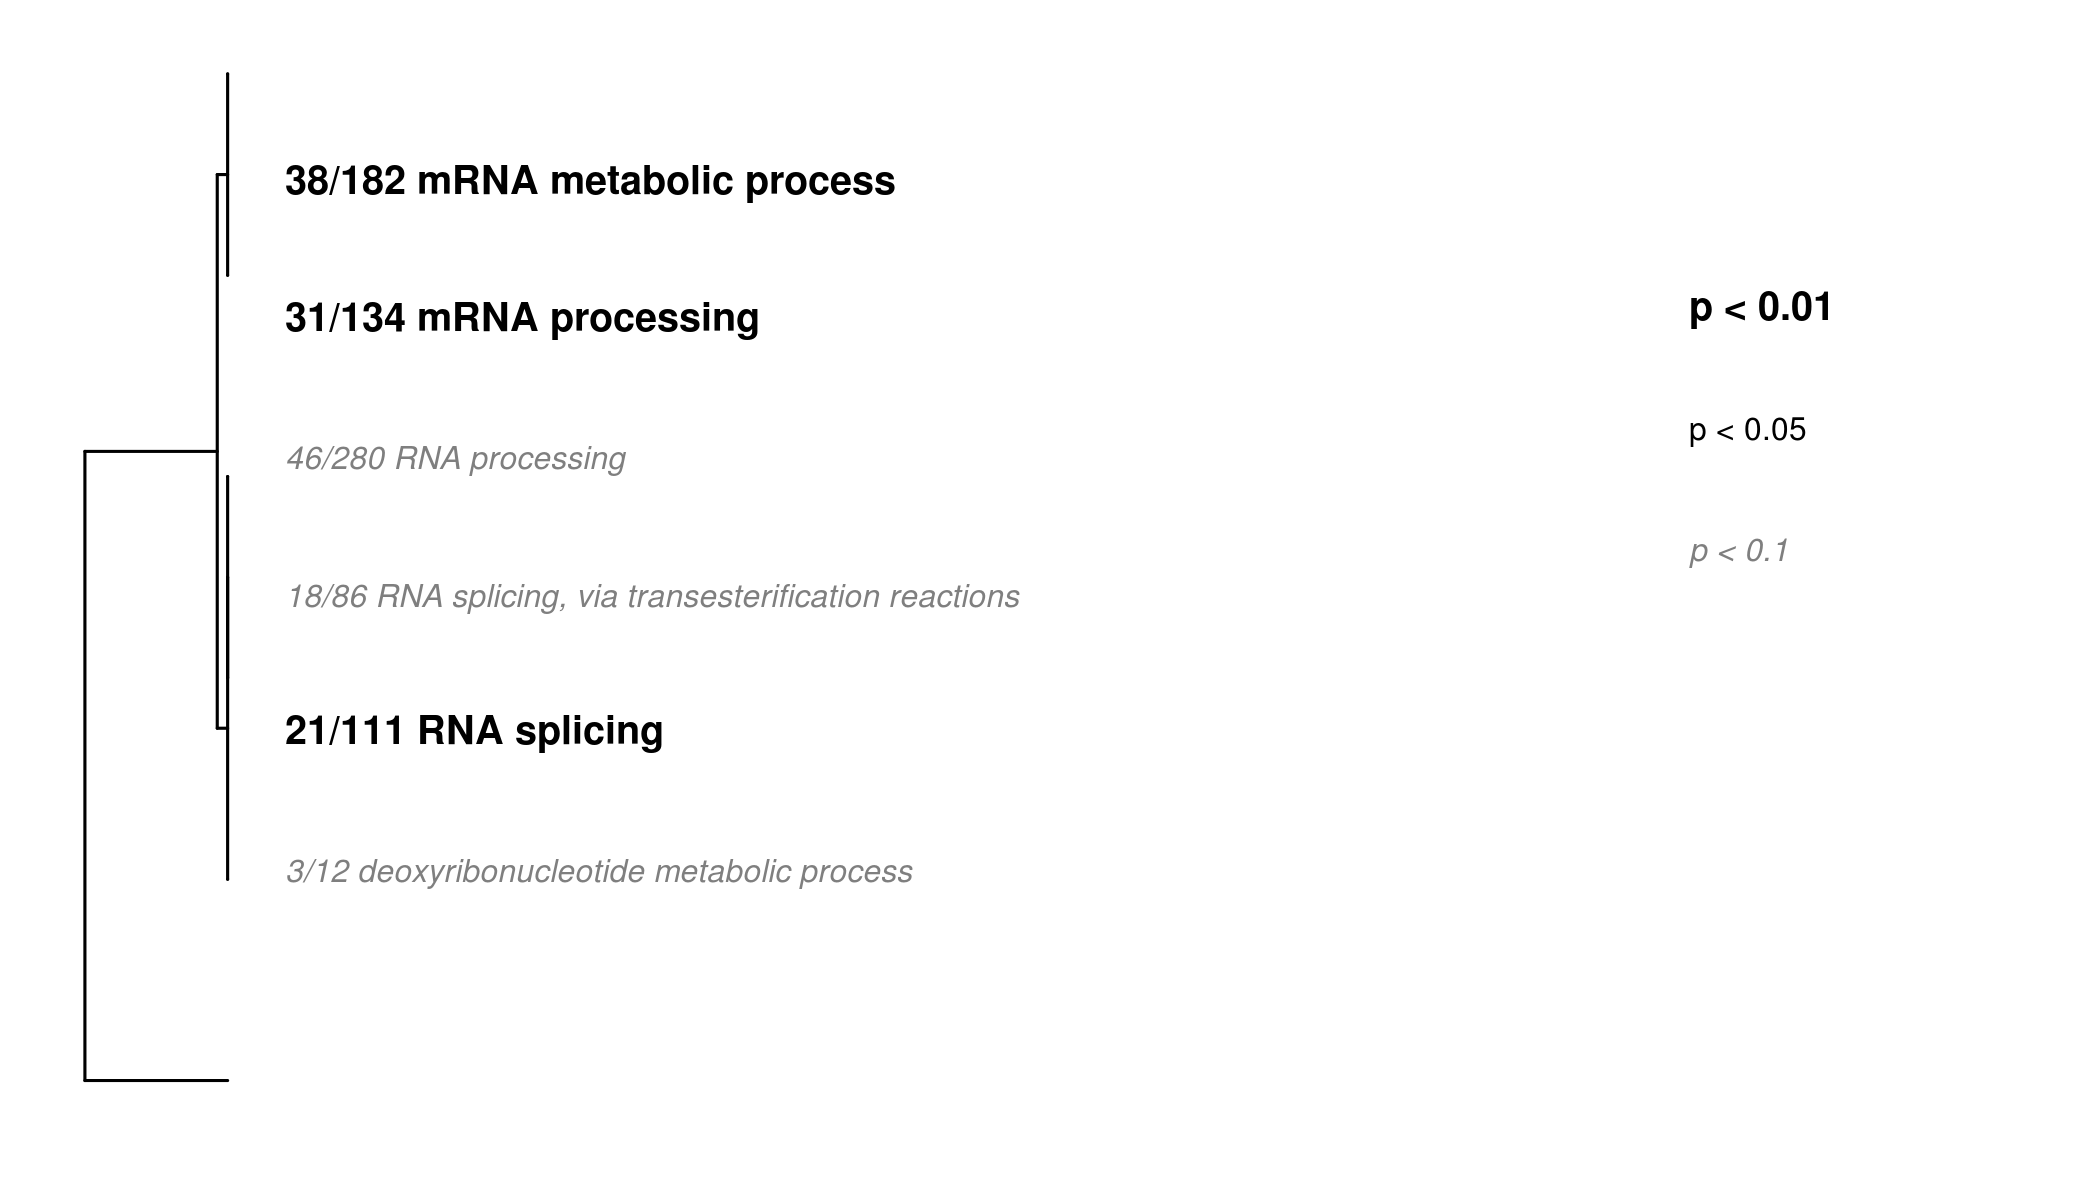 38/182 mRNA metabolic process
31/134 mRNA processing
46/280 RNA processing
18/86 RNA splicing, via transesterification reactions
21/111 RNA splicing
3/12 deoxyribonucleotide metabolic process
p < 0.01
p < 0.05
p < 0.1